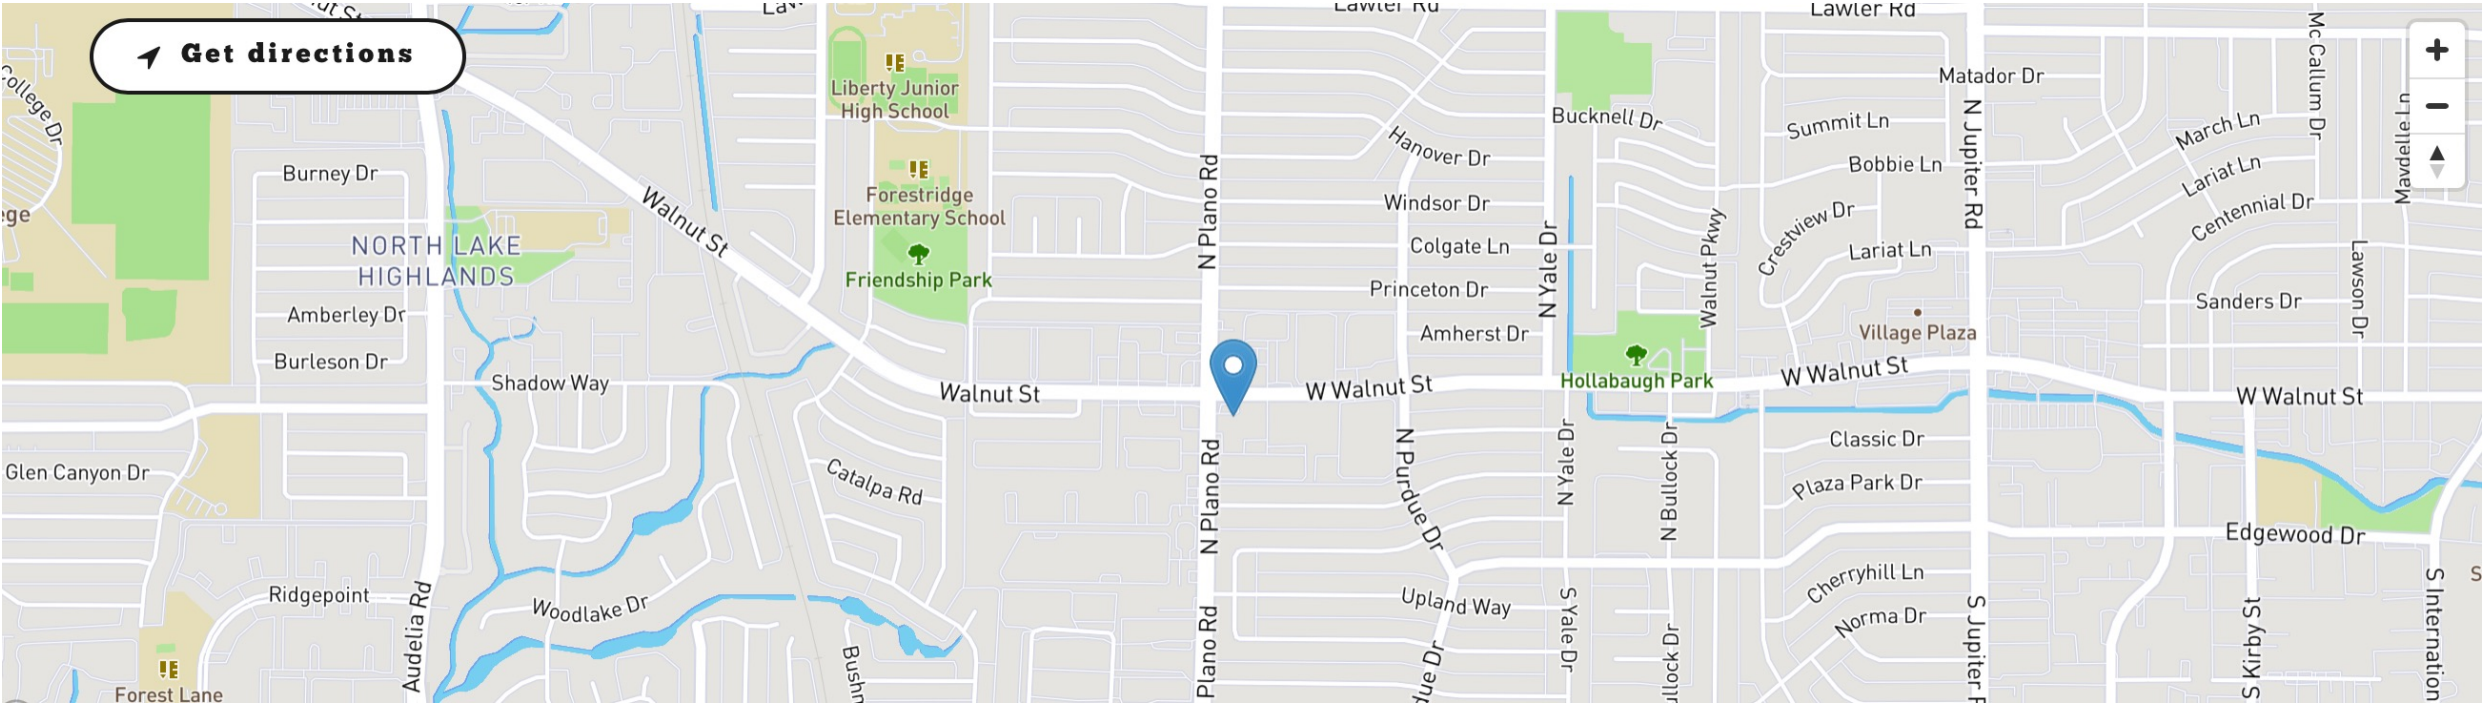 Get directions
College Dr
Burney Dr
NORTH LAKE
HIGHLANDS
Amberley Dr
Burleson Dr
Shadow Way
Glen Canyon Dr
Ridgepoint
Audelia Rd
Forest Lane
Woodlake Dr
Walnut St
Liberty Junior
High School
Forestridge
Elementary School
Friendship Park
Walnut St
Catalpa Rd
N Plano Rd
N Plano Rd
Plano Rd
Lawler Rd
Hanover Dr
Windsor Dr
Colgate Ln
Princeton Dr
Amherst Dr
W Walnut St
N Purdue Dr
Upland Way
N Yale Dr
N Yale Dr
S Yale Dr
Bucknell Dr
Walnut Pkwy
Hollabaugh Park
N Bullock Dr
Lawler Rd
Matador Dr
Summit Ln
Bobbie Ln
Crestview Dr
Lariat Ln
Village Plaza
W Walnut St
Classic Dr
Plaza Park Dr
Cherryhill Ln
Norma Dr
N Jupiter Rd
S Jupiter
McCallum Dr
March Ln
Lariat Ln
Centennial Dr
Maydelle Ln
Lawson Dr
Sanders Dr
W Walnut St
Edgewood Dr
S Kirby St
S Internation